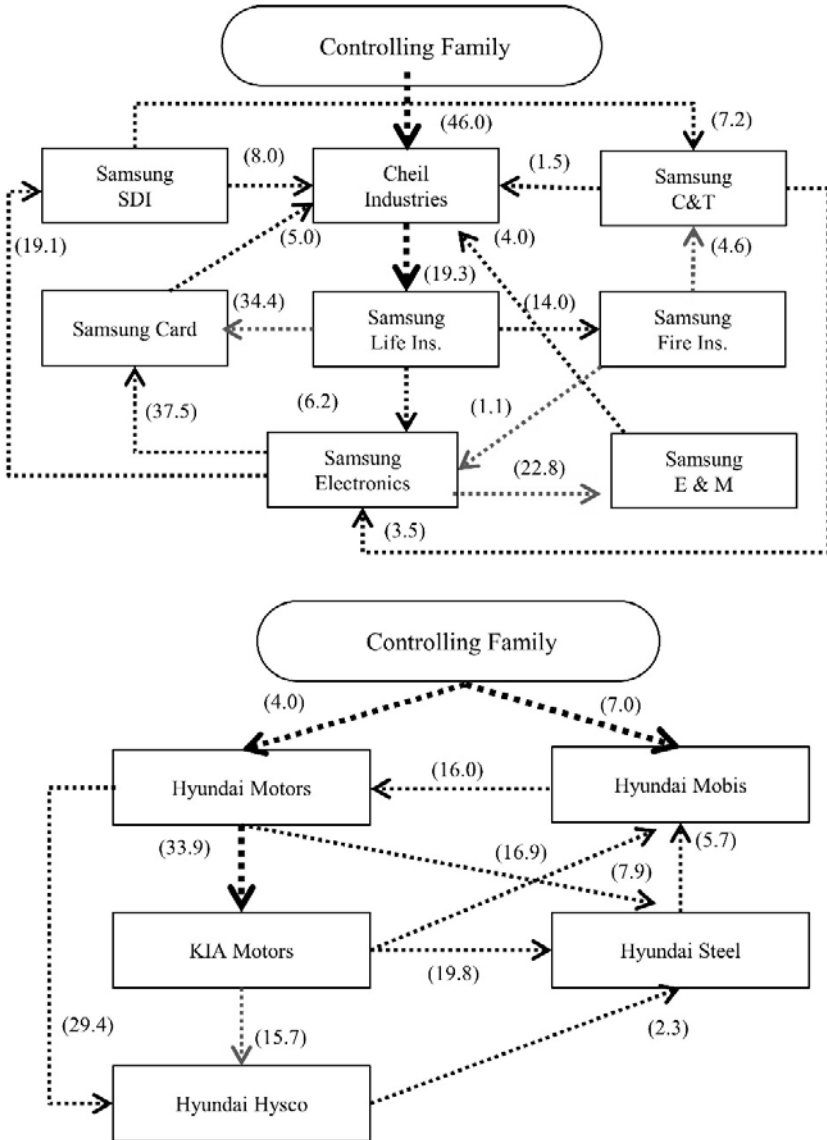 Controlling Family
(46.0)
(7.2)
Samsung
SDI
(8.0)
Cheil
Industries
(1.5)
Samsung
C&T
(19.1)
(5.0)
(4.0)
(4.6)
(19.3)
Samsung Card
(34.4)
Samsung
Life Ins.
(14.0)
Samsung
Fire Ins.
(37.5)
(6.2)
(1.1)
Samsung
Electronics
(22.8)
Samsung
E & M
(3.5)
Controlling Family
(4.0)
(7.0)
Hyundai Motors
(16.0)
Hyundai Mobis
(33.9)
(16.9)
(5.7)
(7.9)
KIA Motors
(19.8)
Hyundai Steel
(29.4)
(15.7)
(2.3)
Hyundai Hysco